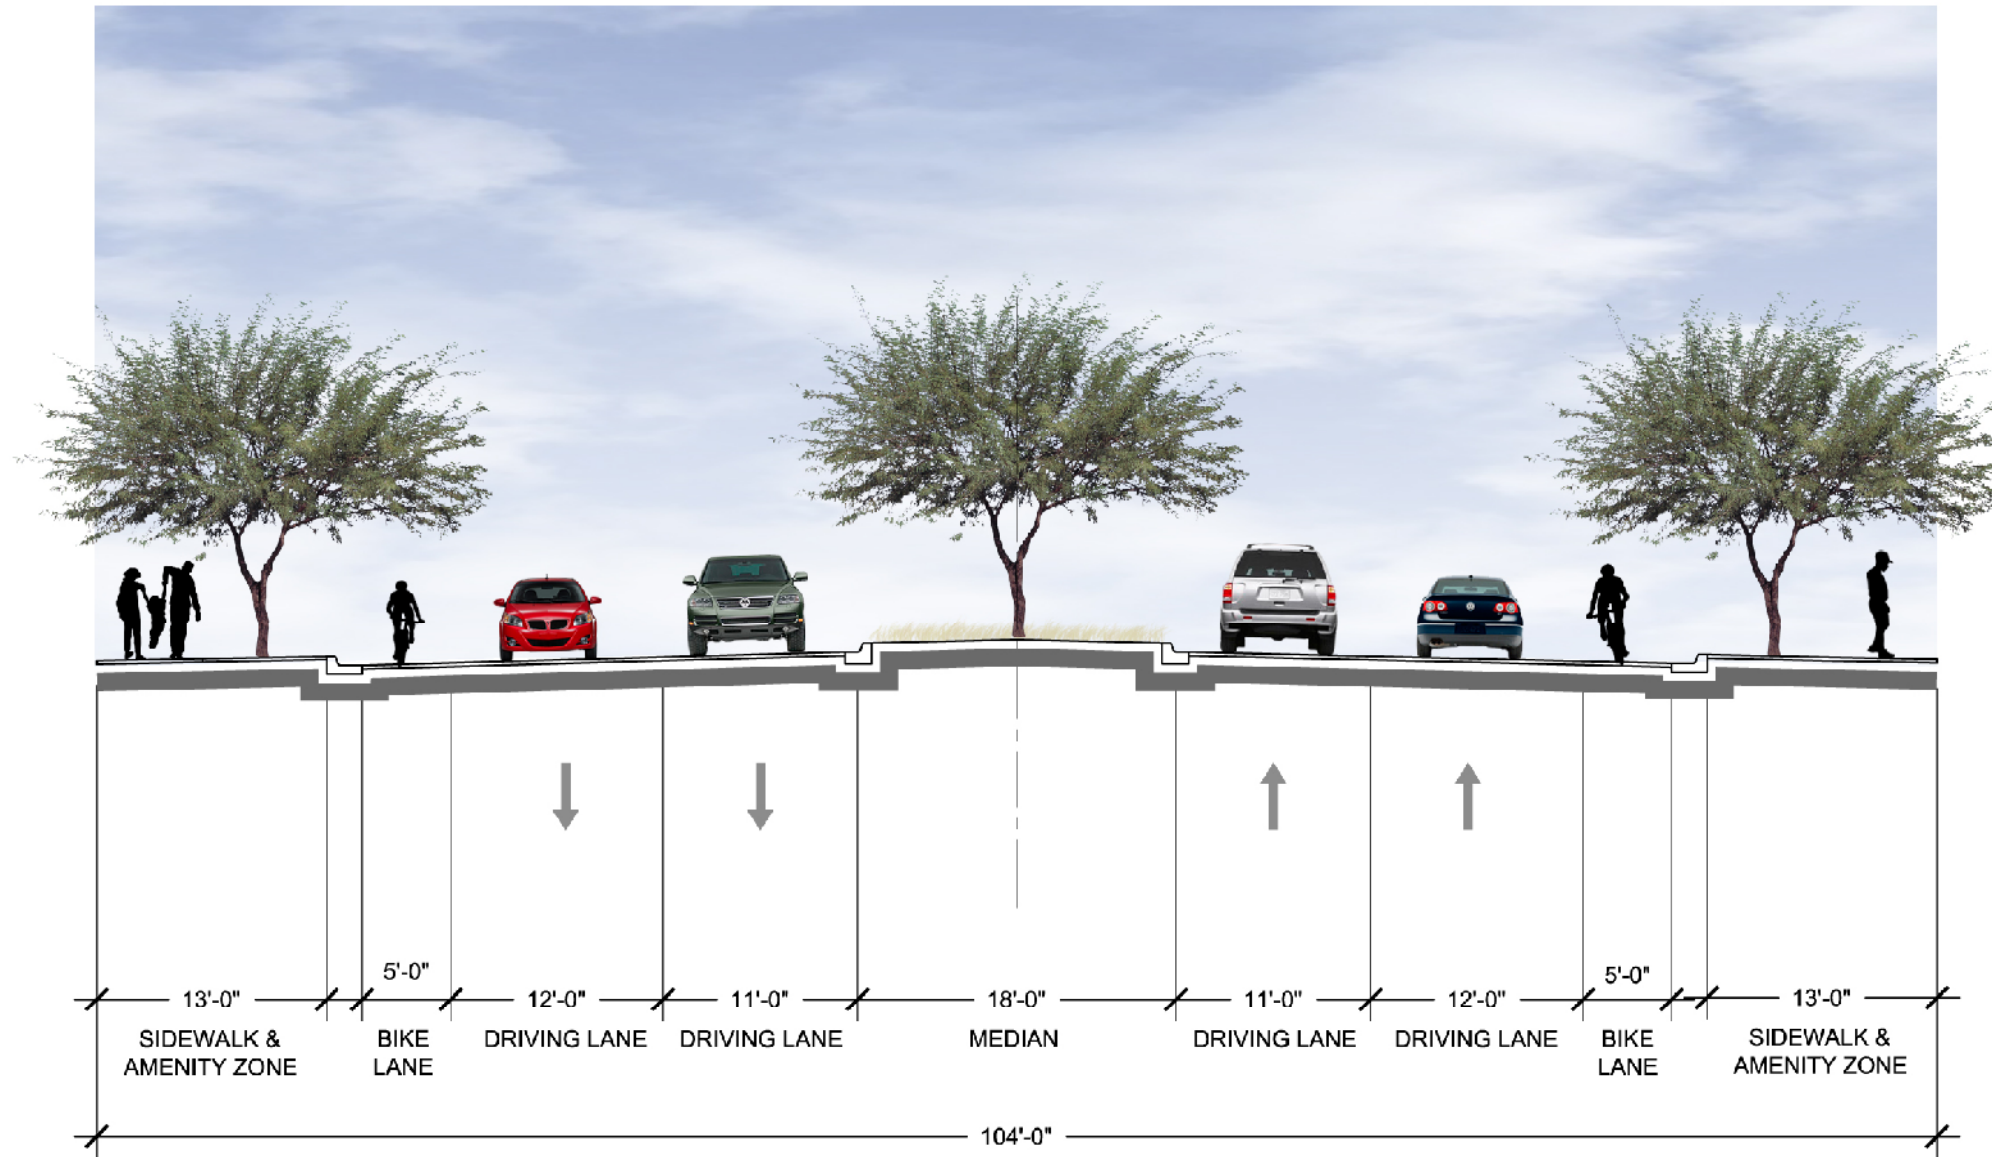 5'-0"
5'-0"
13'-0" 12'-0" 11'-0" 18'-0" 11'-0" 12'-0" 13'-0"
SIDEWALK & BIKE DRIVING LANE DRIVING LANE MEDIAN DRIVING LANE DRIVING LANE BIKE SIDEWALK &
AMENITY ZONE LANE LANE AMENITY ZONE
104'-0"